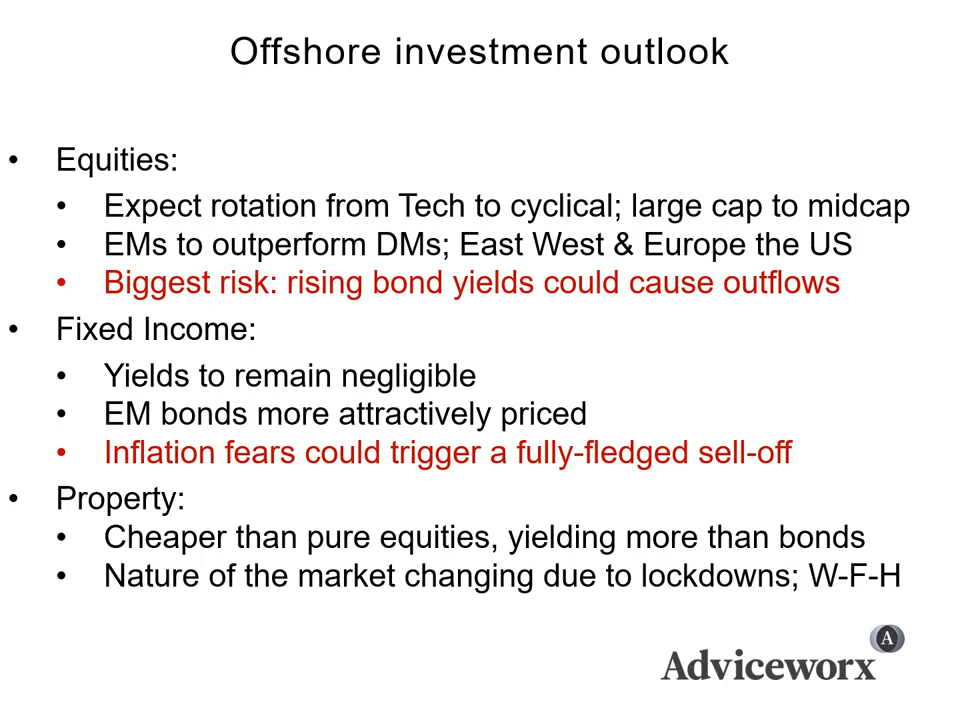 Offshore investment outlook
• Equities:
• Expect rotation from Tech to cyclical; large cap to midcap
• EMs to outperform DMs; East West & Europe the US
• Biggest risk: rising bond yields could cause outflows
• Fixed Income:
• Yields to remain negligible
• EM bonds more attractively priced
• Inflation fears could trigger a fully-fledged sell-off
• Property:
• Cheaper than pure equities, yielding more than bonds
• Nature of the market changing due to lockdowns; W-F-H
A
Adviceworx